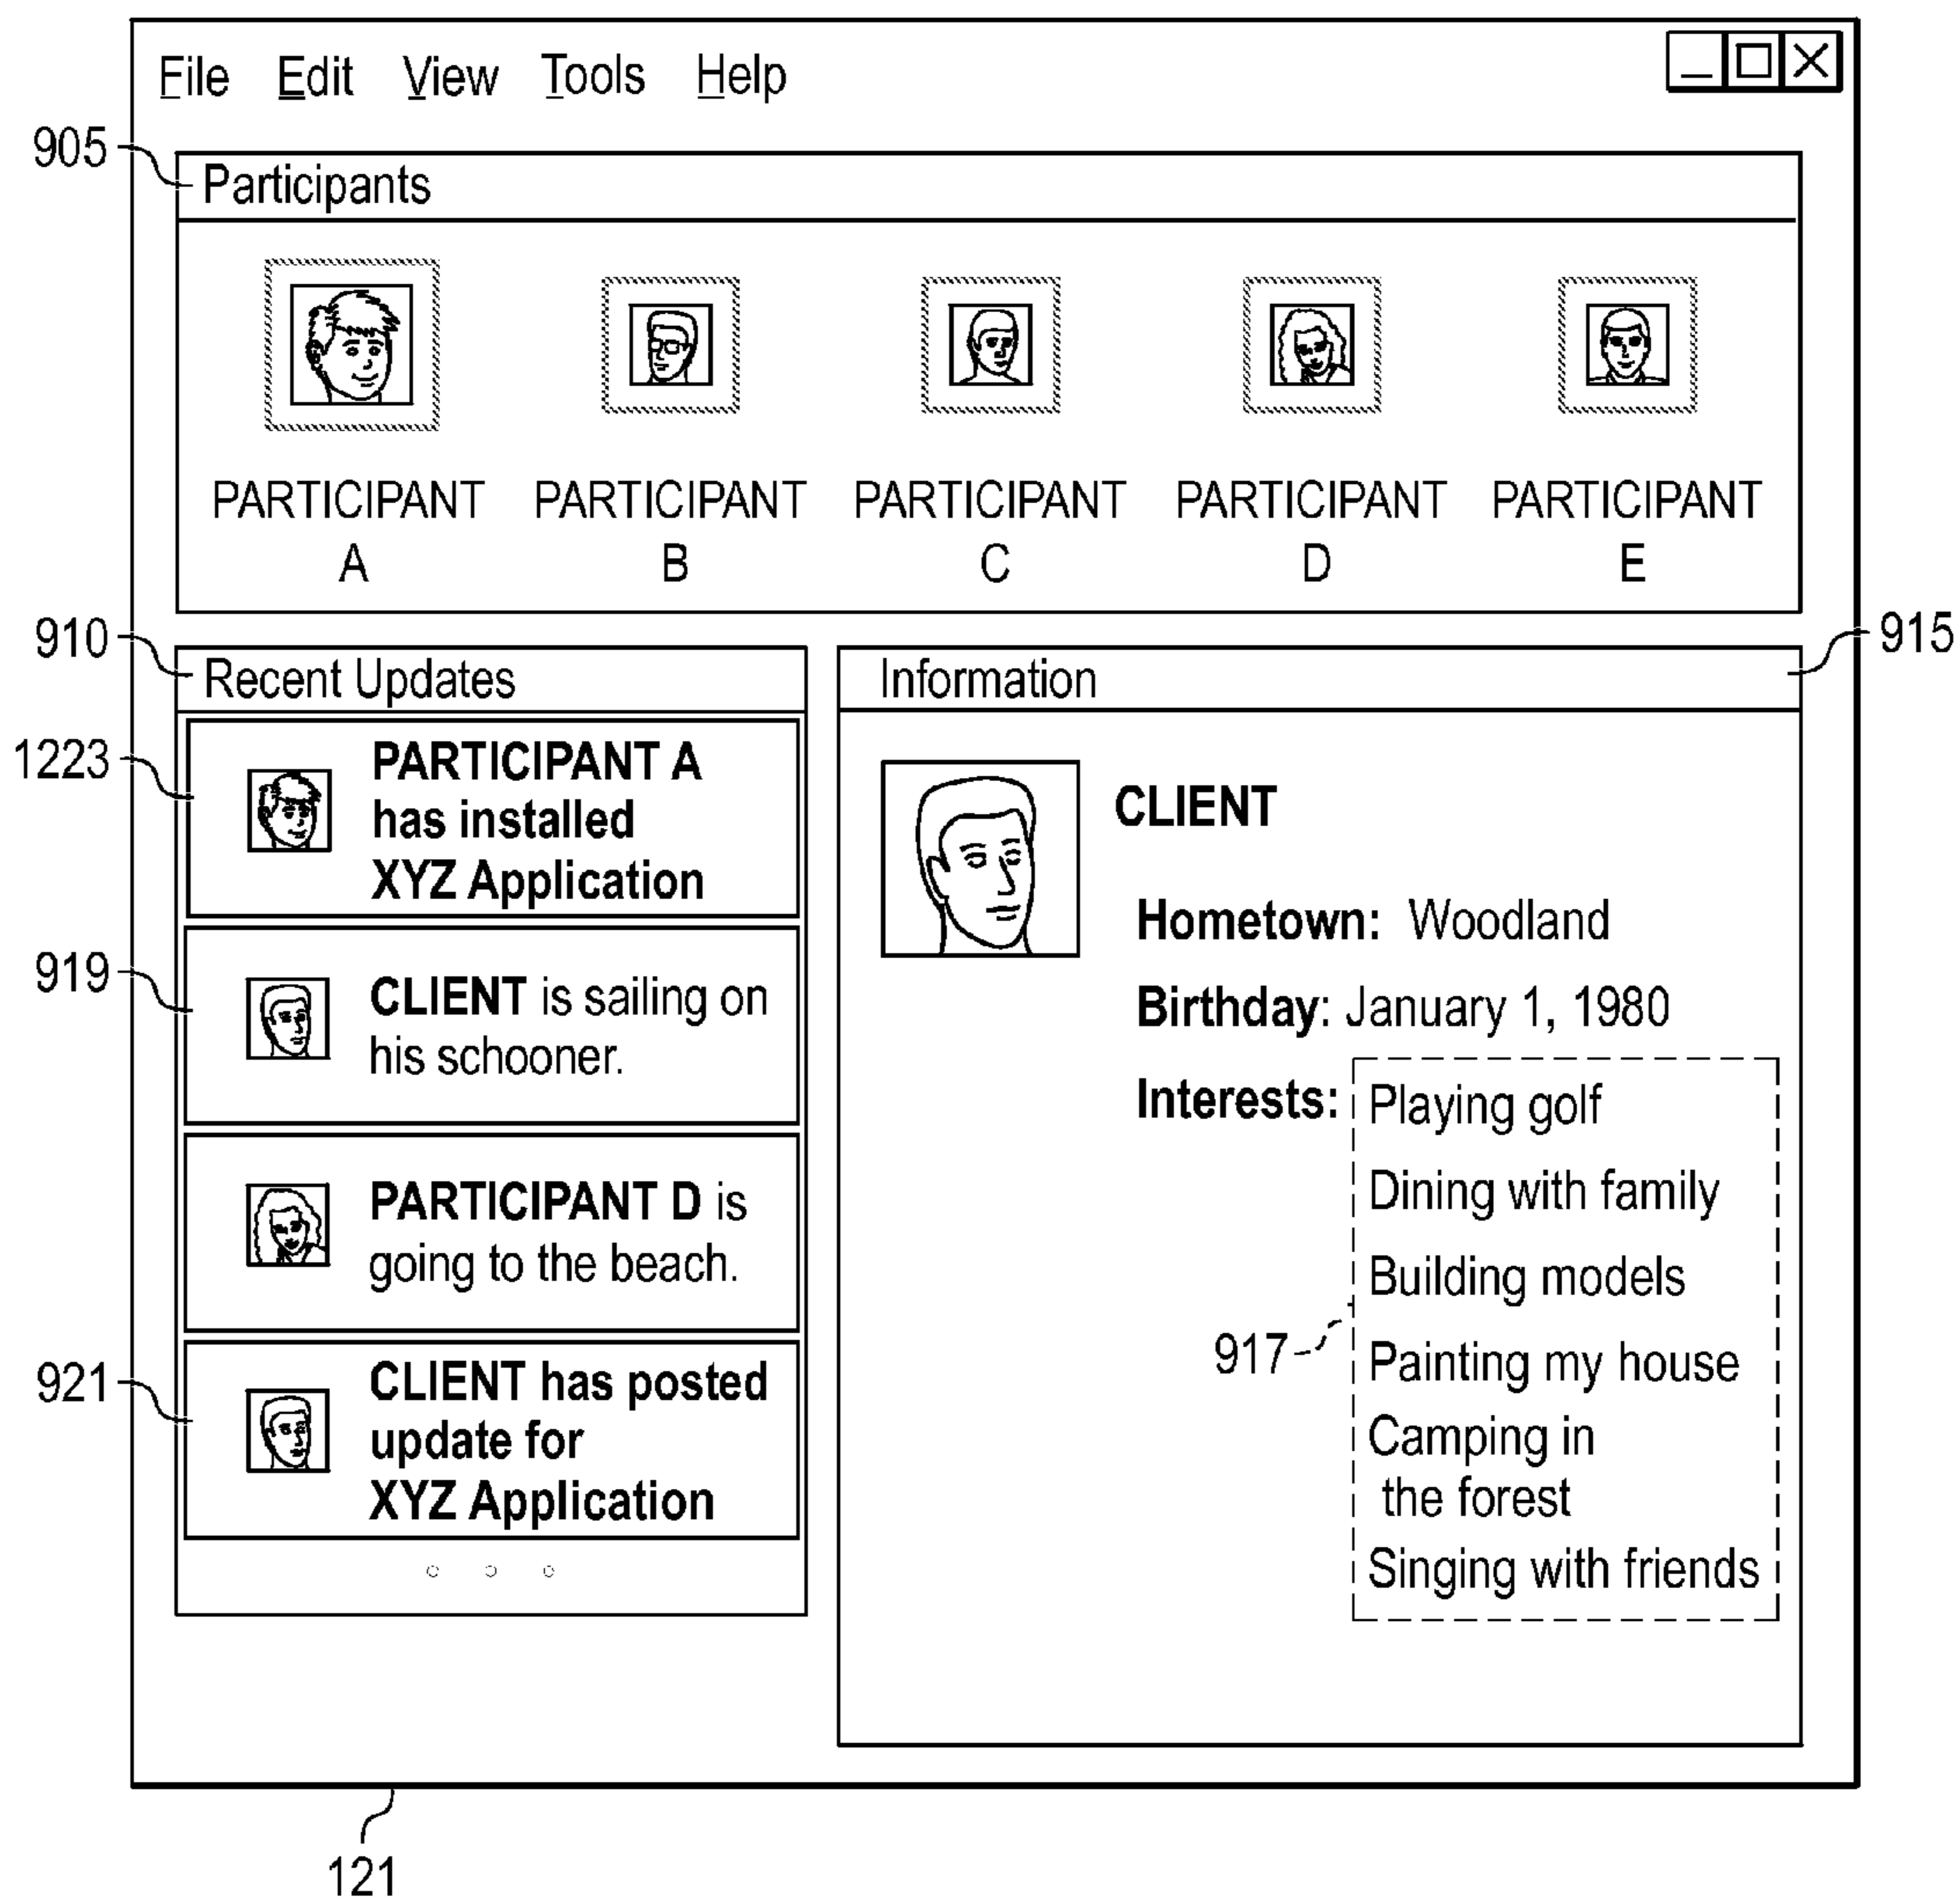 File Edit View Tools Help
905
Participants
PARTICIPANT A
PARTICIPANT B
PARTICIPANT C
PARTICIPANT D
PARTICIPANT E
910
Recent Updates
1223
PARTICIPANT A
has installed
XYZ Application
919
CLIENT is sailing on
his schooner.
PARTICIPANT D is
going to the beach.
921
CLIENT has posted
update for
XYZ Application
915
Information
CLIENT
Hometown: Woodland
Birthday: January 1, 1980
Interests: Playing golf
Dining with family
Building models
917
Painting my house
Camping in
the forest
Singing with friends
121